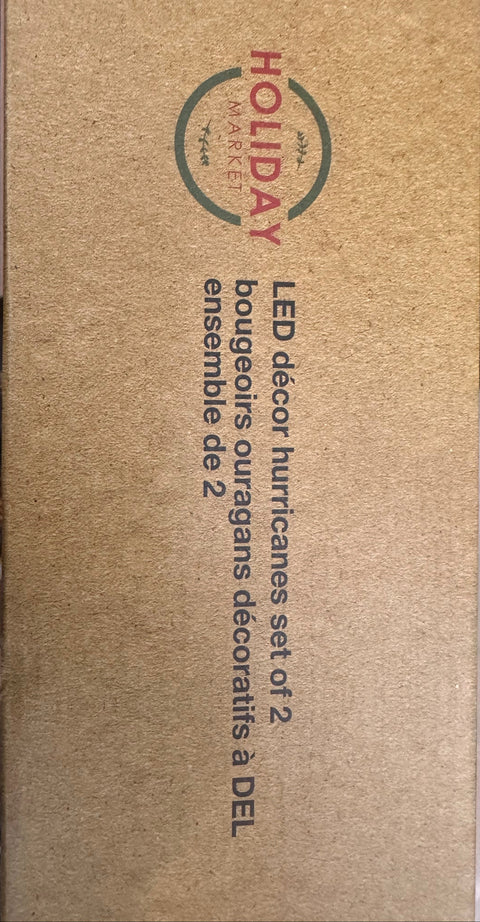 HOLIDAY
MARKET
LED décor hurricanes set of 2
bougeoirs ouragans décoratifs à DEL
ensemble de 2